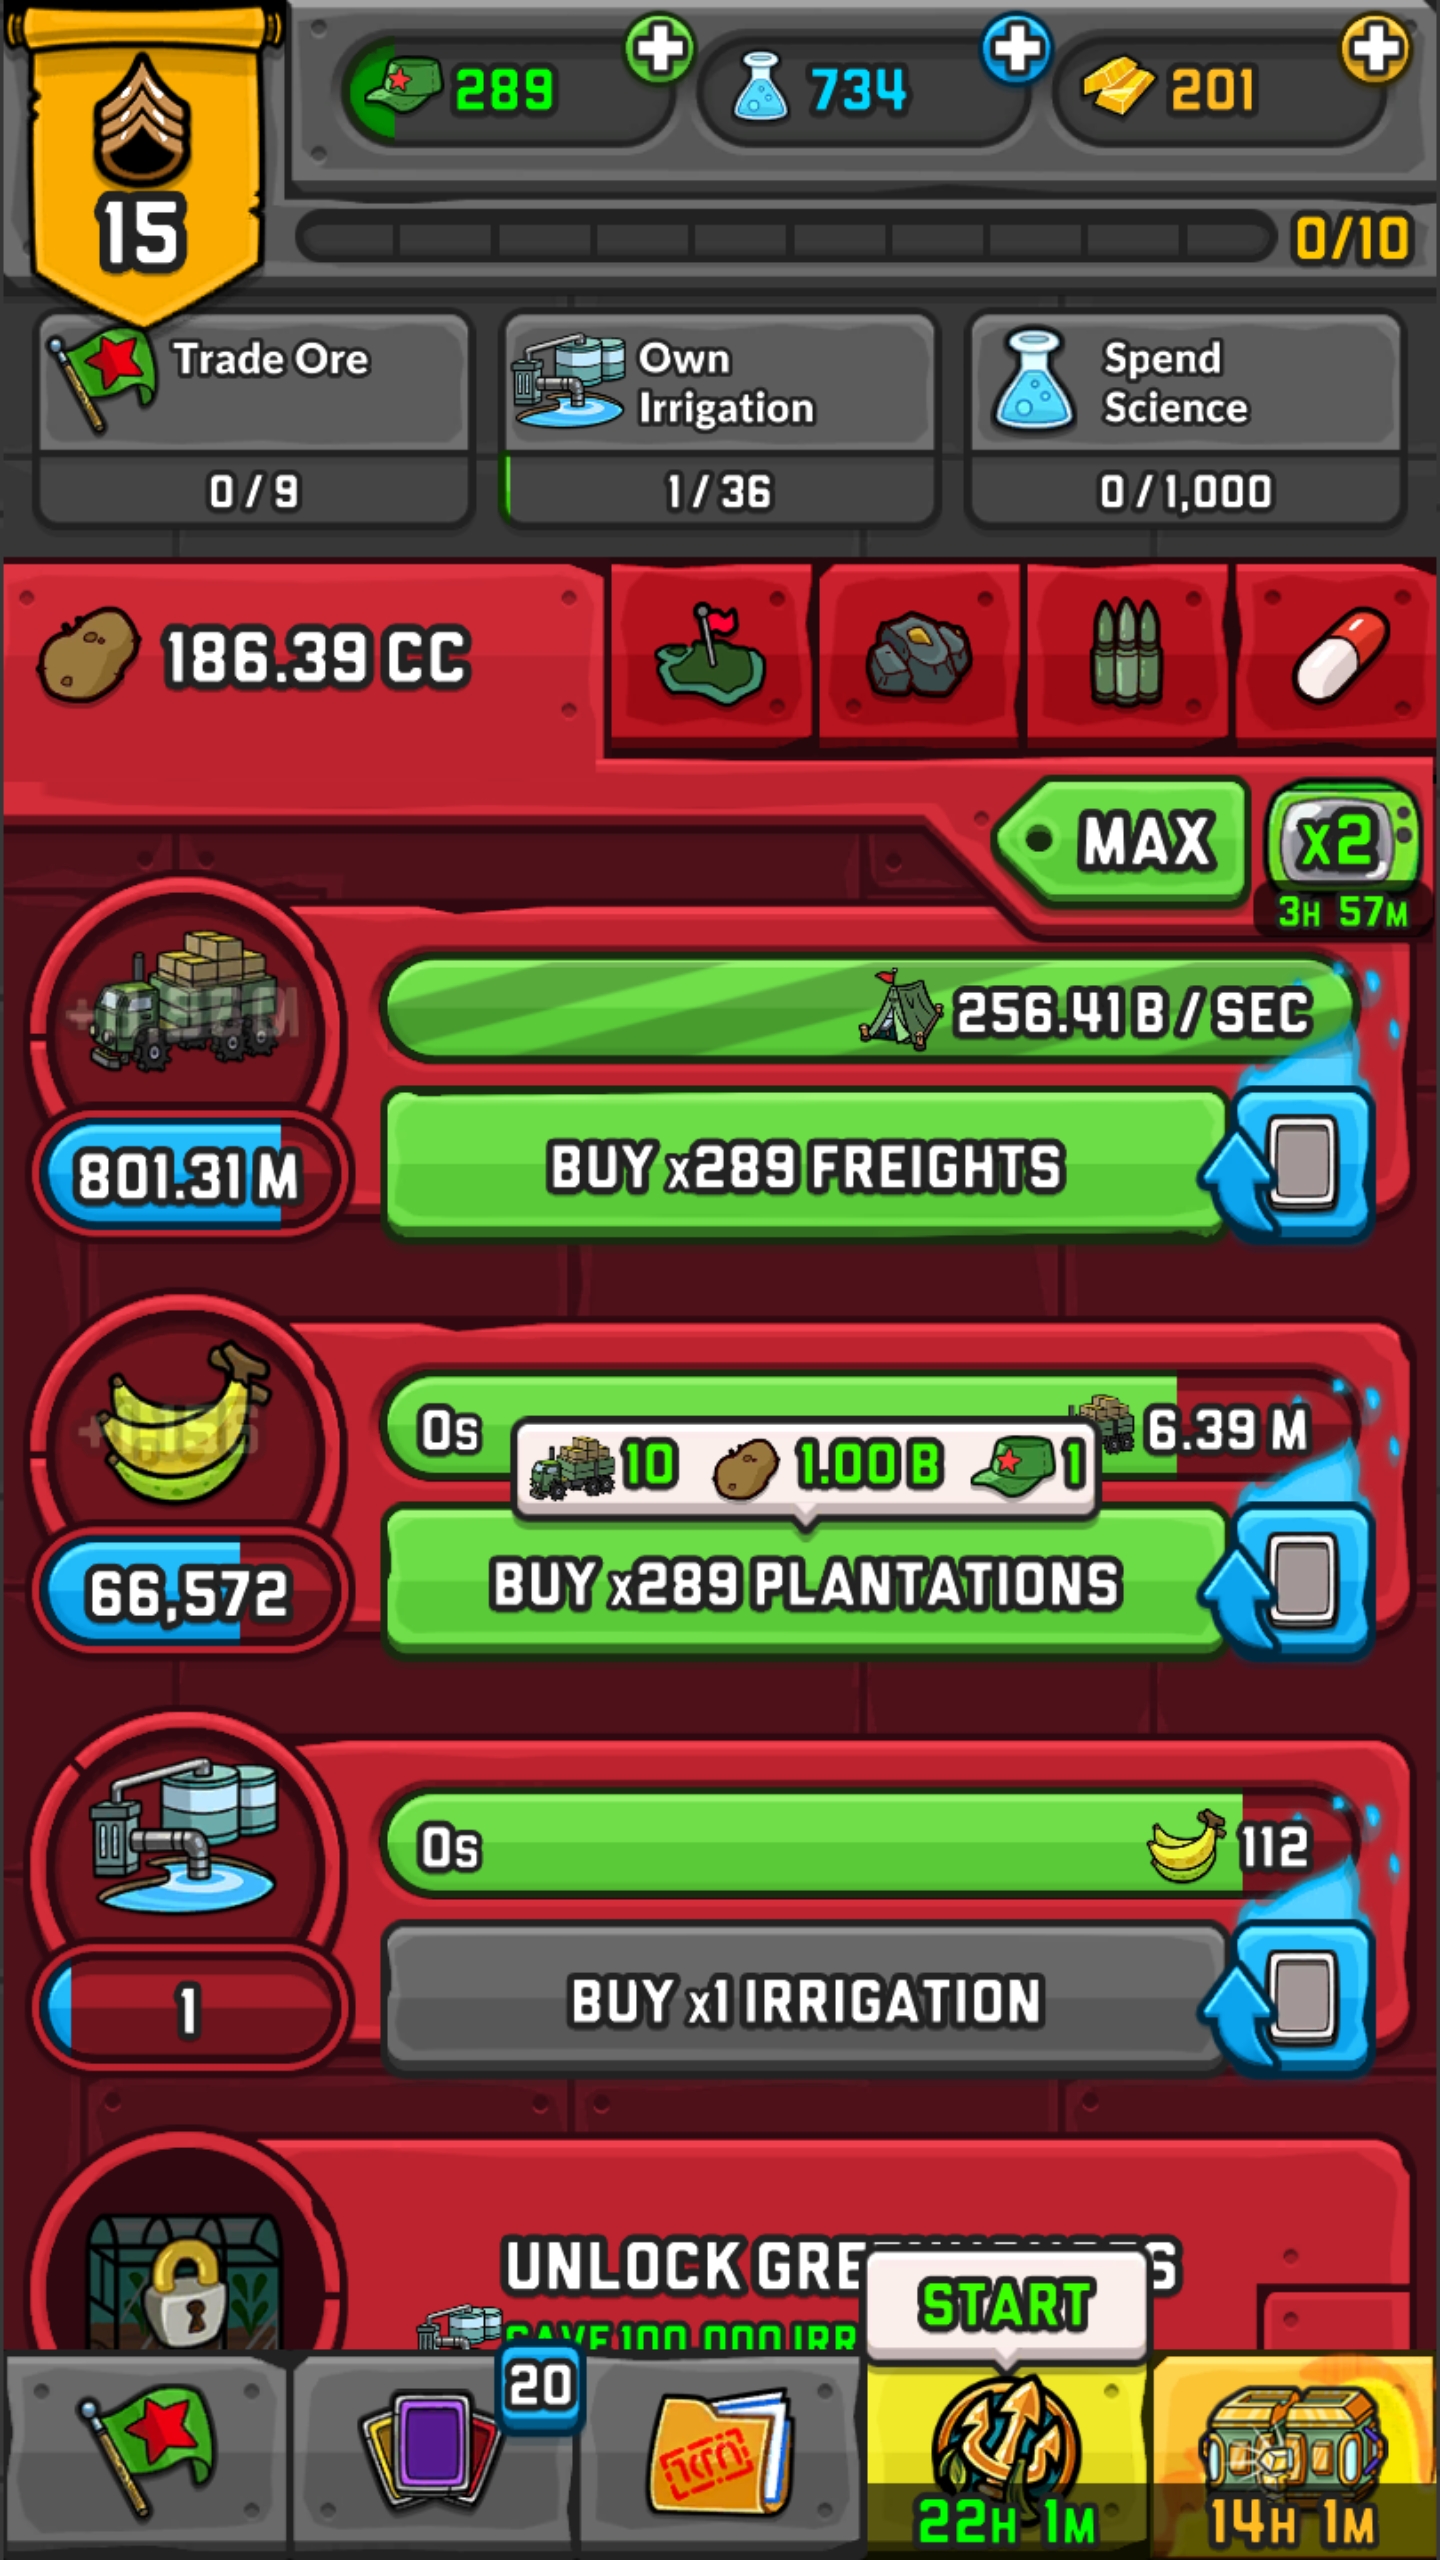 289
734
201
15
0/10
Trade Ore
0 / 9
Own
Irrigation
1 / 36
Spend
Science
0 / 1,000
186.39 CC
MAX
x2
3H 57M
256.41 B / SEC
801.31 M
BUY x289 FREIGHTS
0s
6.39 M
10
1.00 B
1
66,572
BUY x289 PLANTATIONS
0s
112
1
BUY x1 IRRIGATION
UNLOCK
START
20
22H 1M
14H 1M